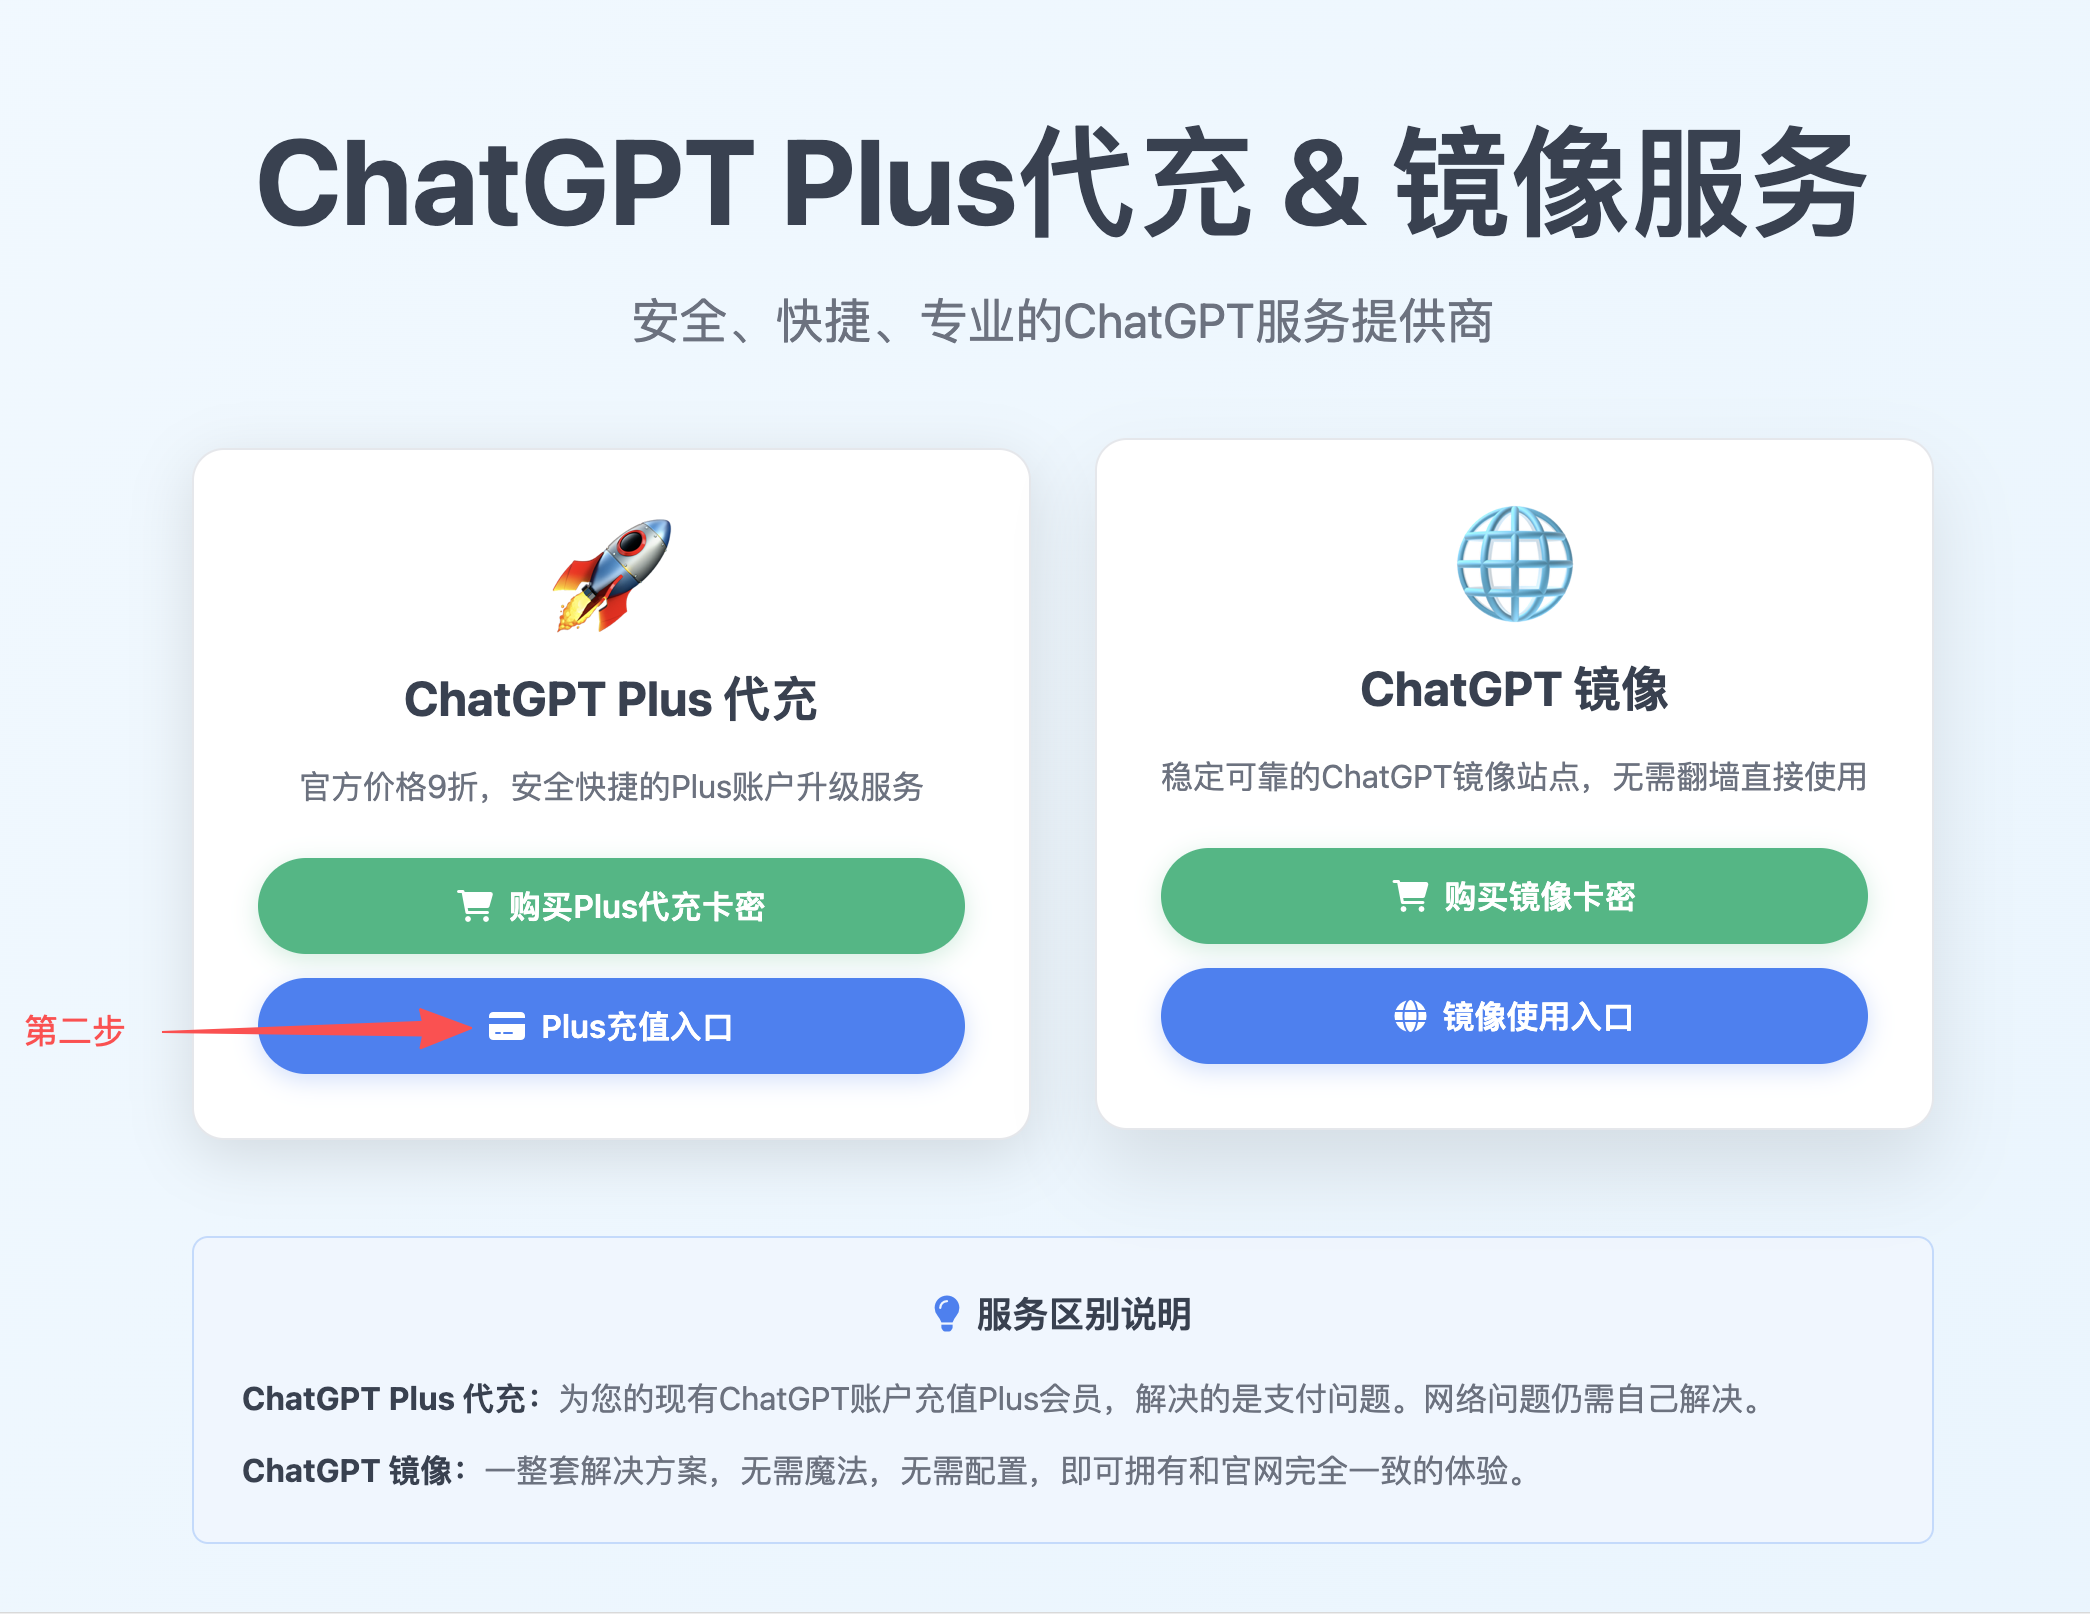 ChatGPT Plus代充 & 镜像服务
安全、快捷、专业的ChatGPT服务提供商
ChatGPT Plus 代充
官方价格9折，安全快捷的Plus账户升级服务
购买Plus代充卡密
第二步
Plus充值入口
ChatGPT 镜像
稳定可靠的ChatGPT镜像站点，无需翻墙直接使用
购买镜像卡密
镜像使用入口
服务区别说明
ChatGPT Plus 代充：为您的现有ChatGPT账户充值Plus会员，解决的是支付问题。网络问题仍需自己解决。
ChatGPT 镜像：一整套解决方案，无需魔法，无需配置，即可拥有和官网完全一致的体验。